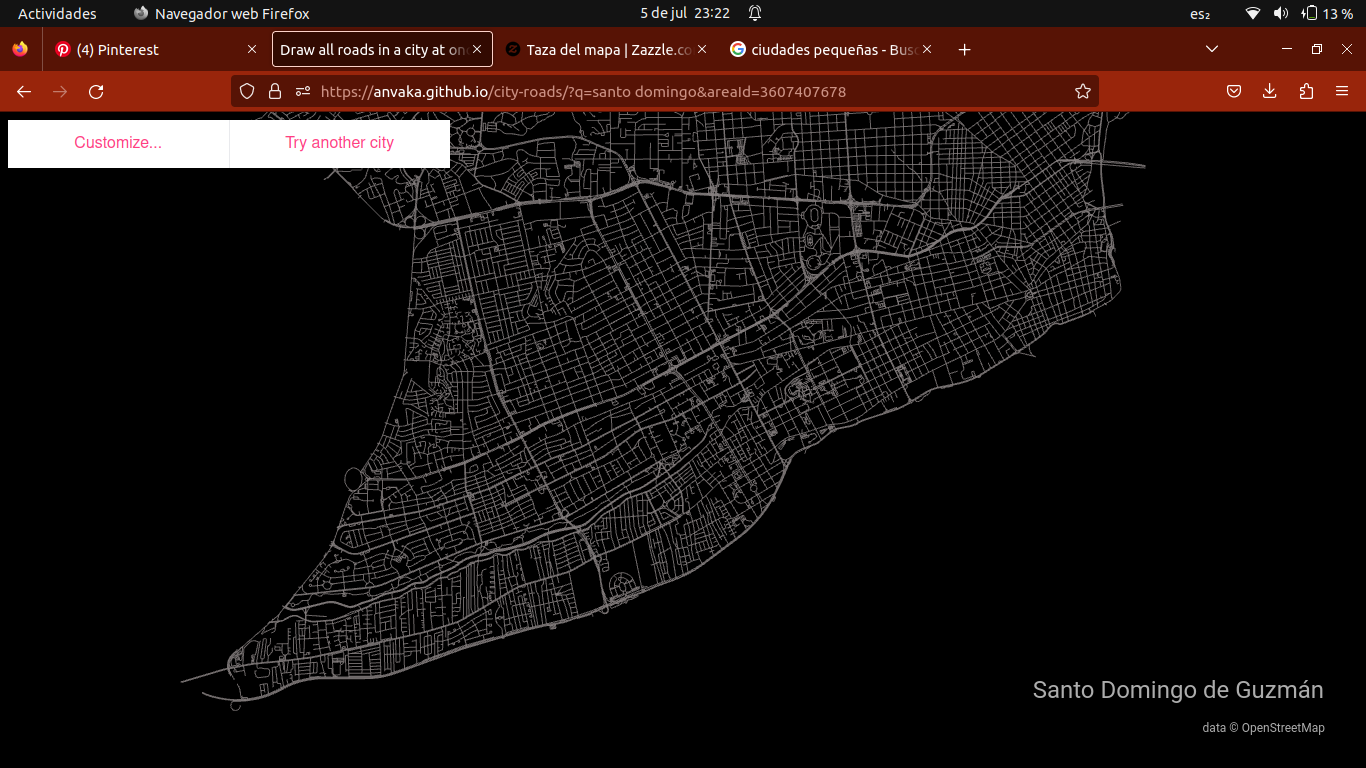 Actividades
Navegador web Firefox
5 de jul 23:22
es₂
13 %
(4) Pinterest
Draw all roads in a city at on
Taza del mapa | Zazzle.co
ciudades pequeñas - Bus
https://anvaka.github.io/city-roads/?q=santo domingo&areaId=3607407678
Customize...
Try another city
Santo Domingo de Guzmán
data © OpenStreetMap